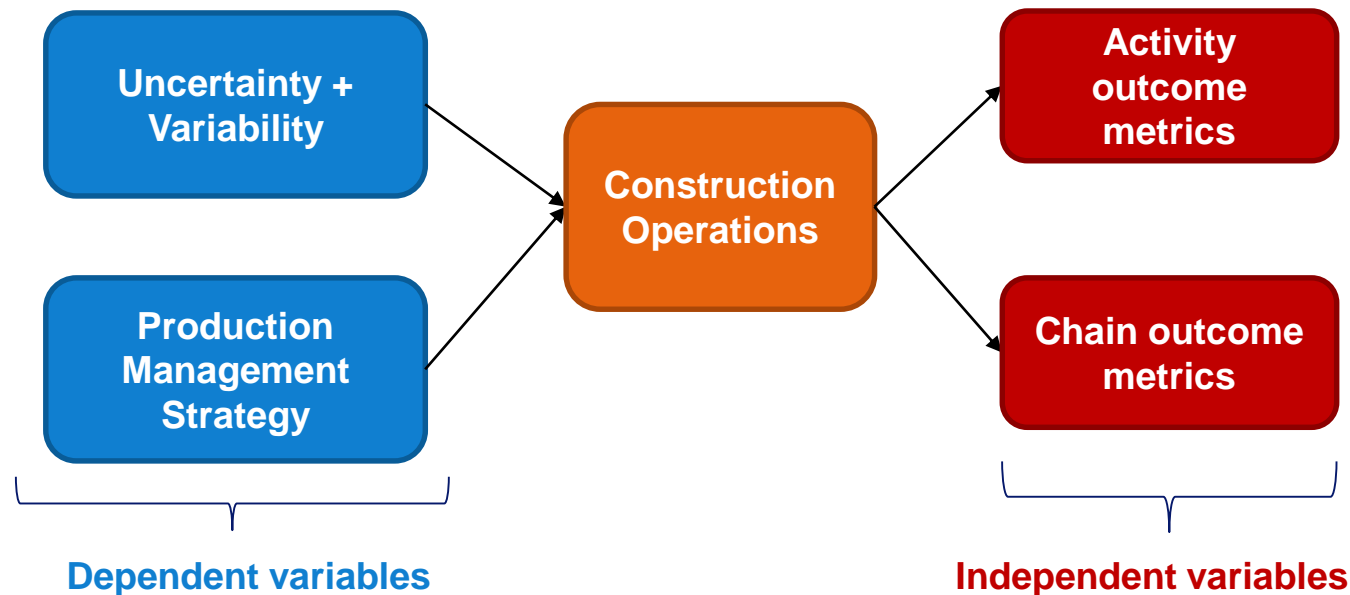 Uncertainty +
Variability
Production
Management
Strategy
Dependent variables
Construction
Operations
Activity
outcome
metrics
Chain outcome
metrics
Independent variables